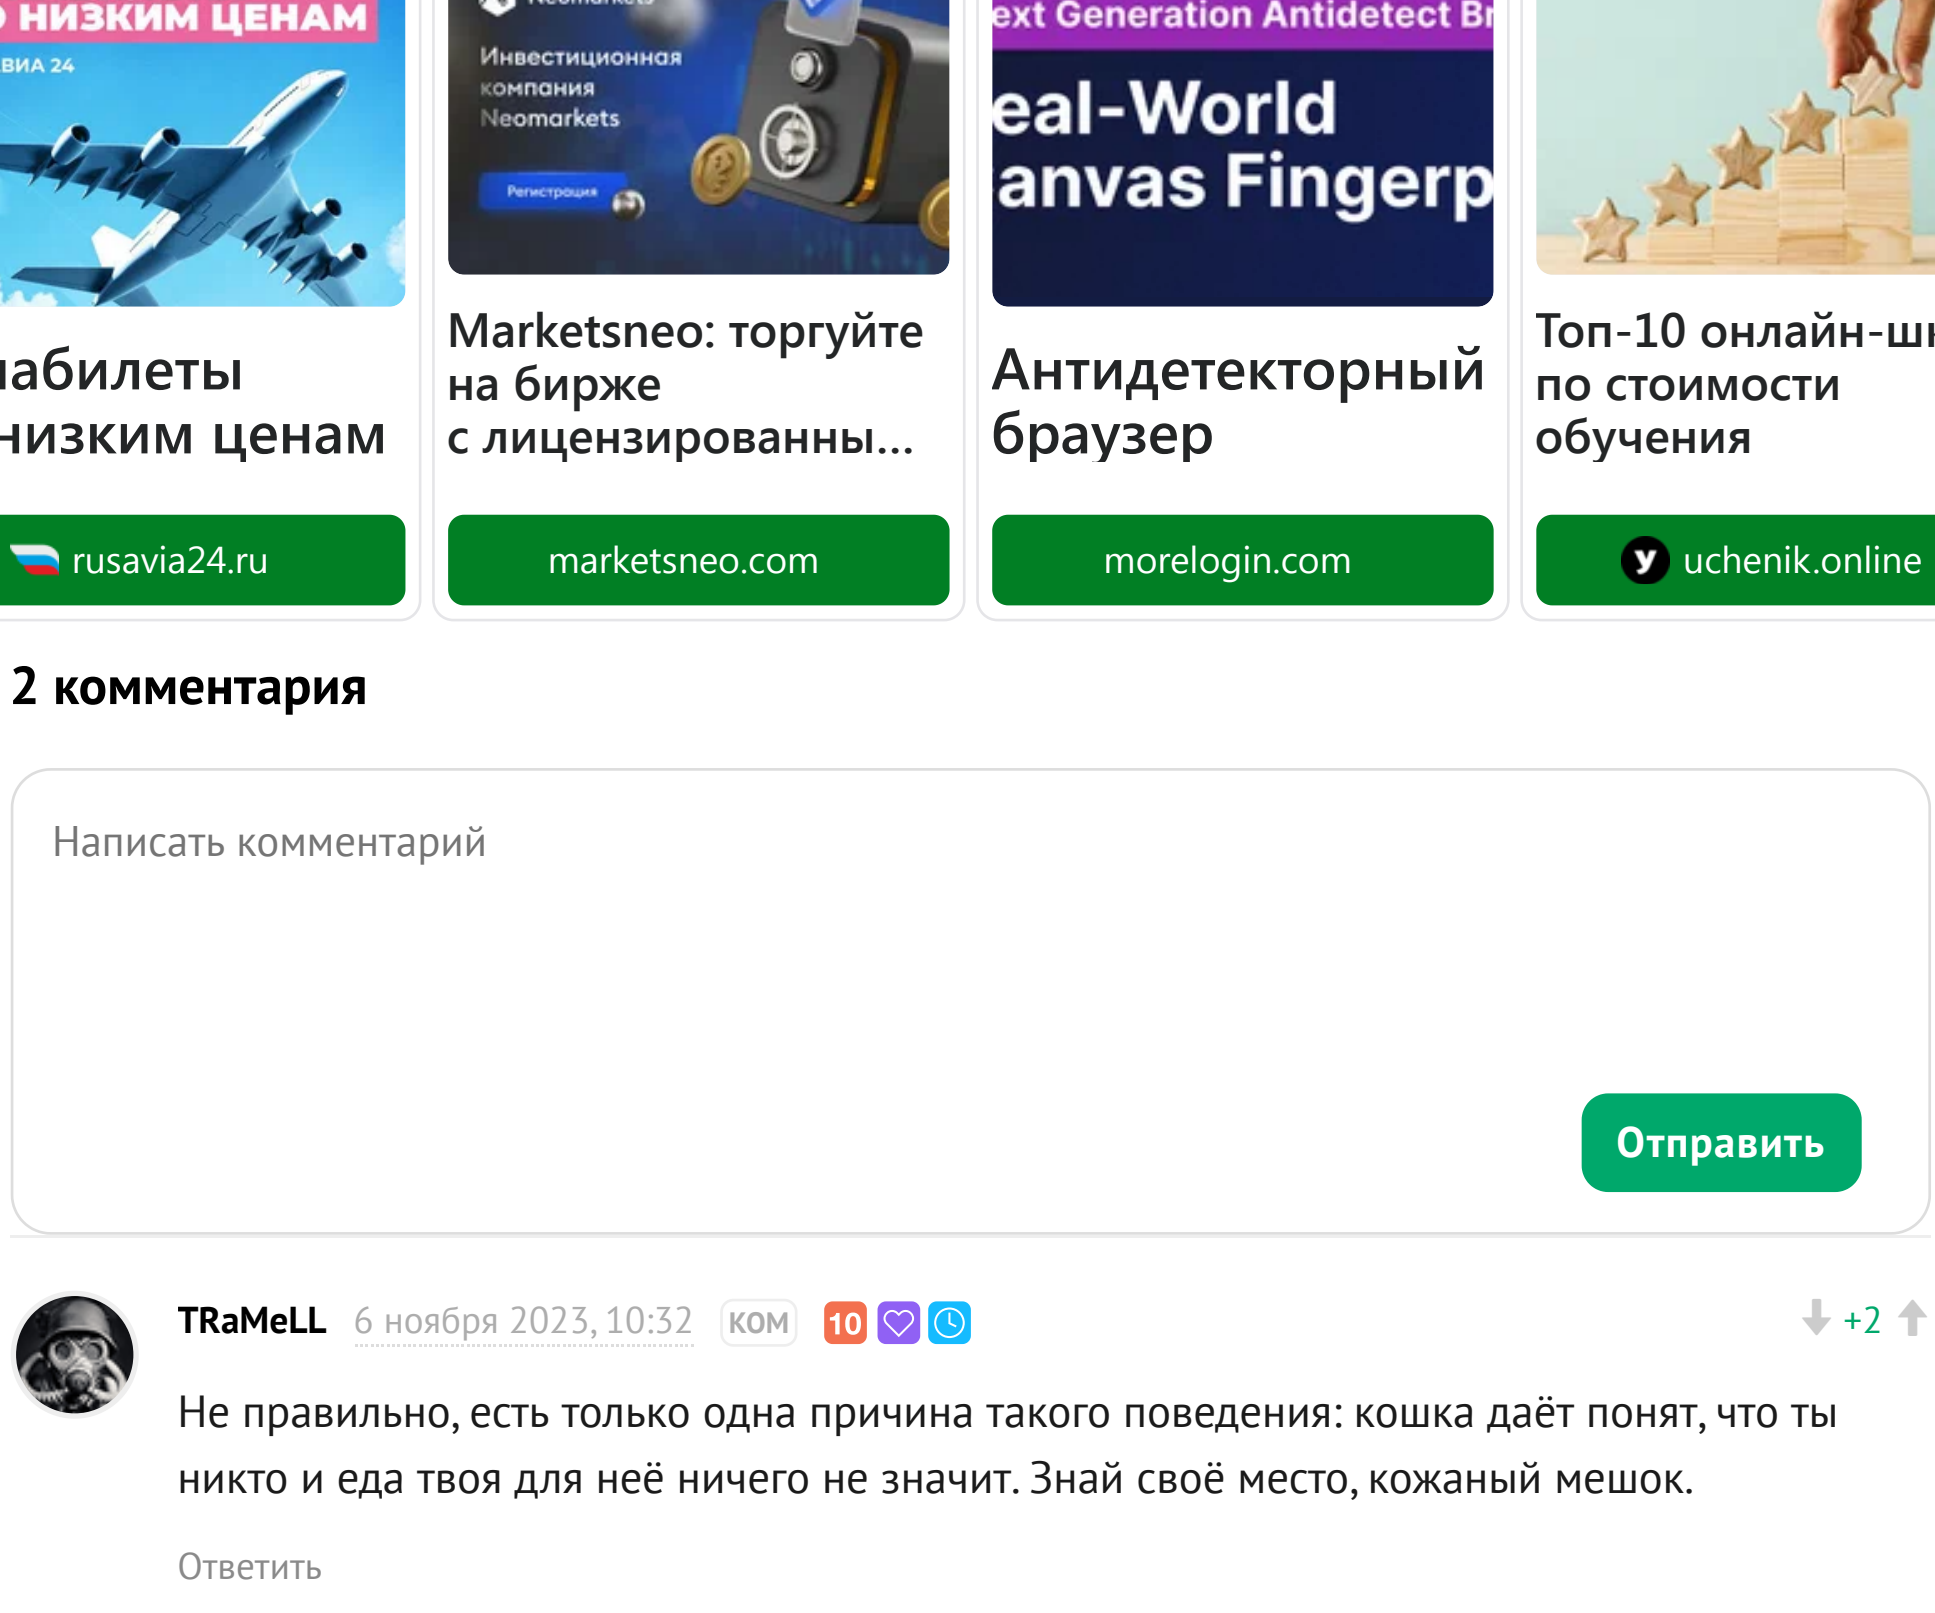 НИЗКИМ ЦЕНАМ
ВИА 24
Neomarkets
Инвестиционная
компания
Neomarkets
Регистрация
ext Generation Antidetect Br
eal-World
anvas Fingerp
абилеты
низким ценам
rusavia24.ru
Marketsneo: торгуйте
на бирже
с лицензированны...
marketsneo.com
Антидетекторный
браузер
morelogin.com
Топ-10 онлайн-шк
по стоимости
обучения
У uchenik.online
2 комментария
Написать комментарий
Отправить
TRaMeLL 6 ноября 2023, 10:32 КОМ 10 +2
Не правильно, есть только одна причина такого поведения: кошка даёт понят, что ты
никто и еда твоя для неё ничего не значит. Знай своё место, кожаный мешок.
Ответить